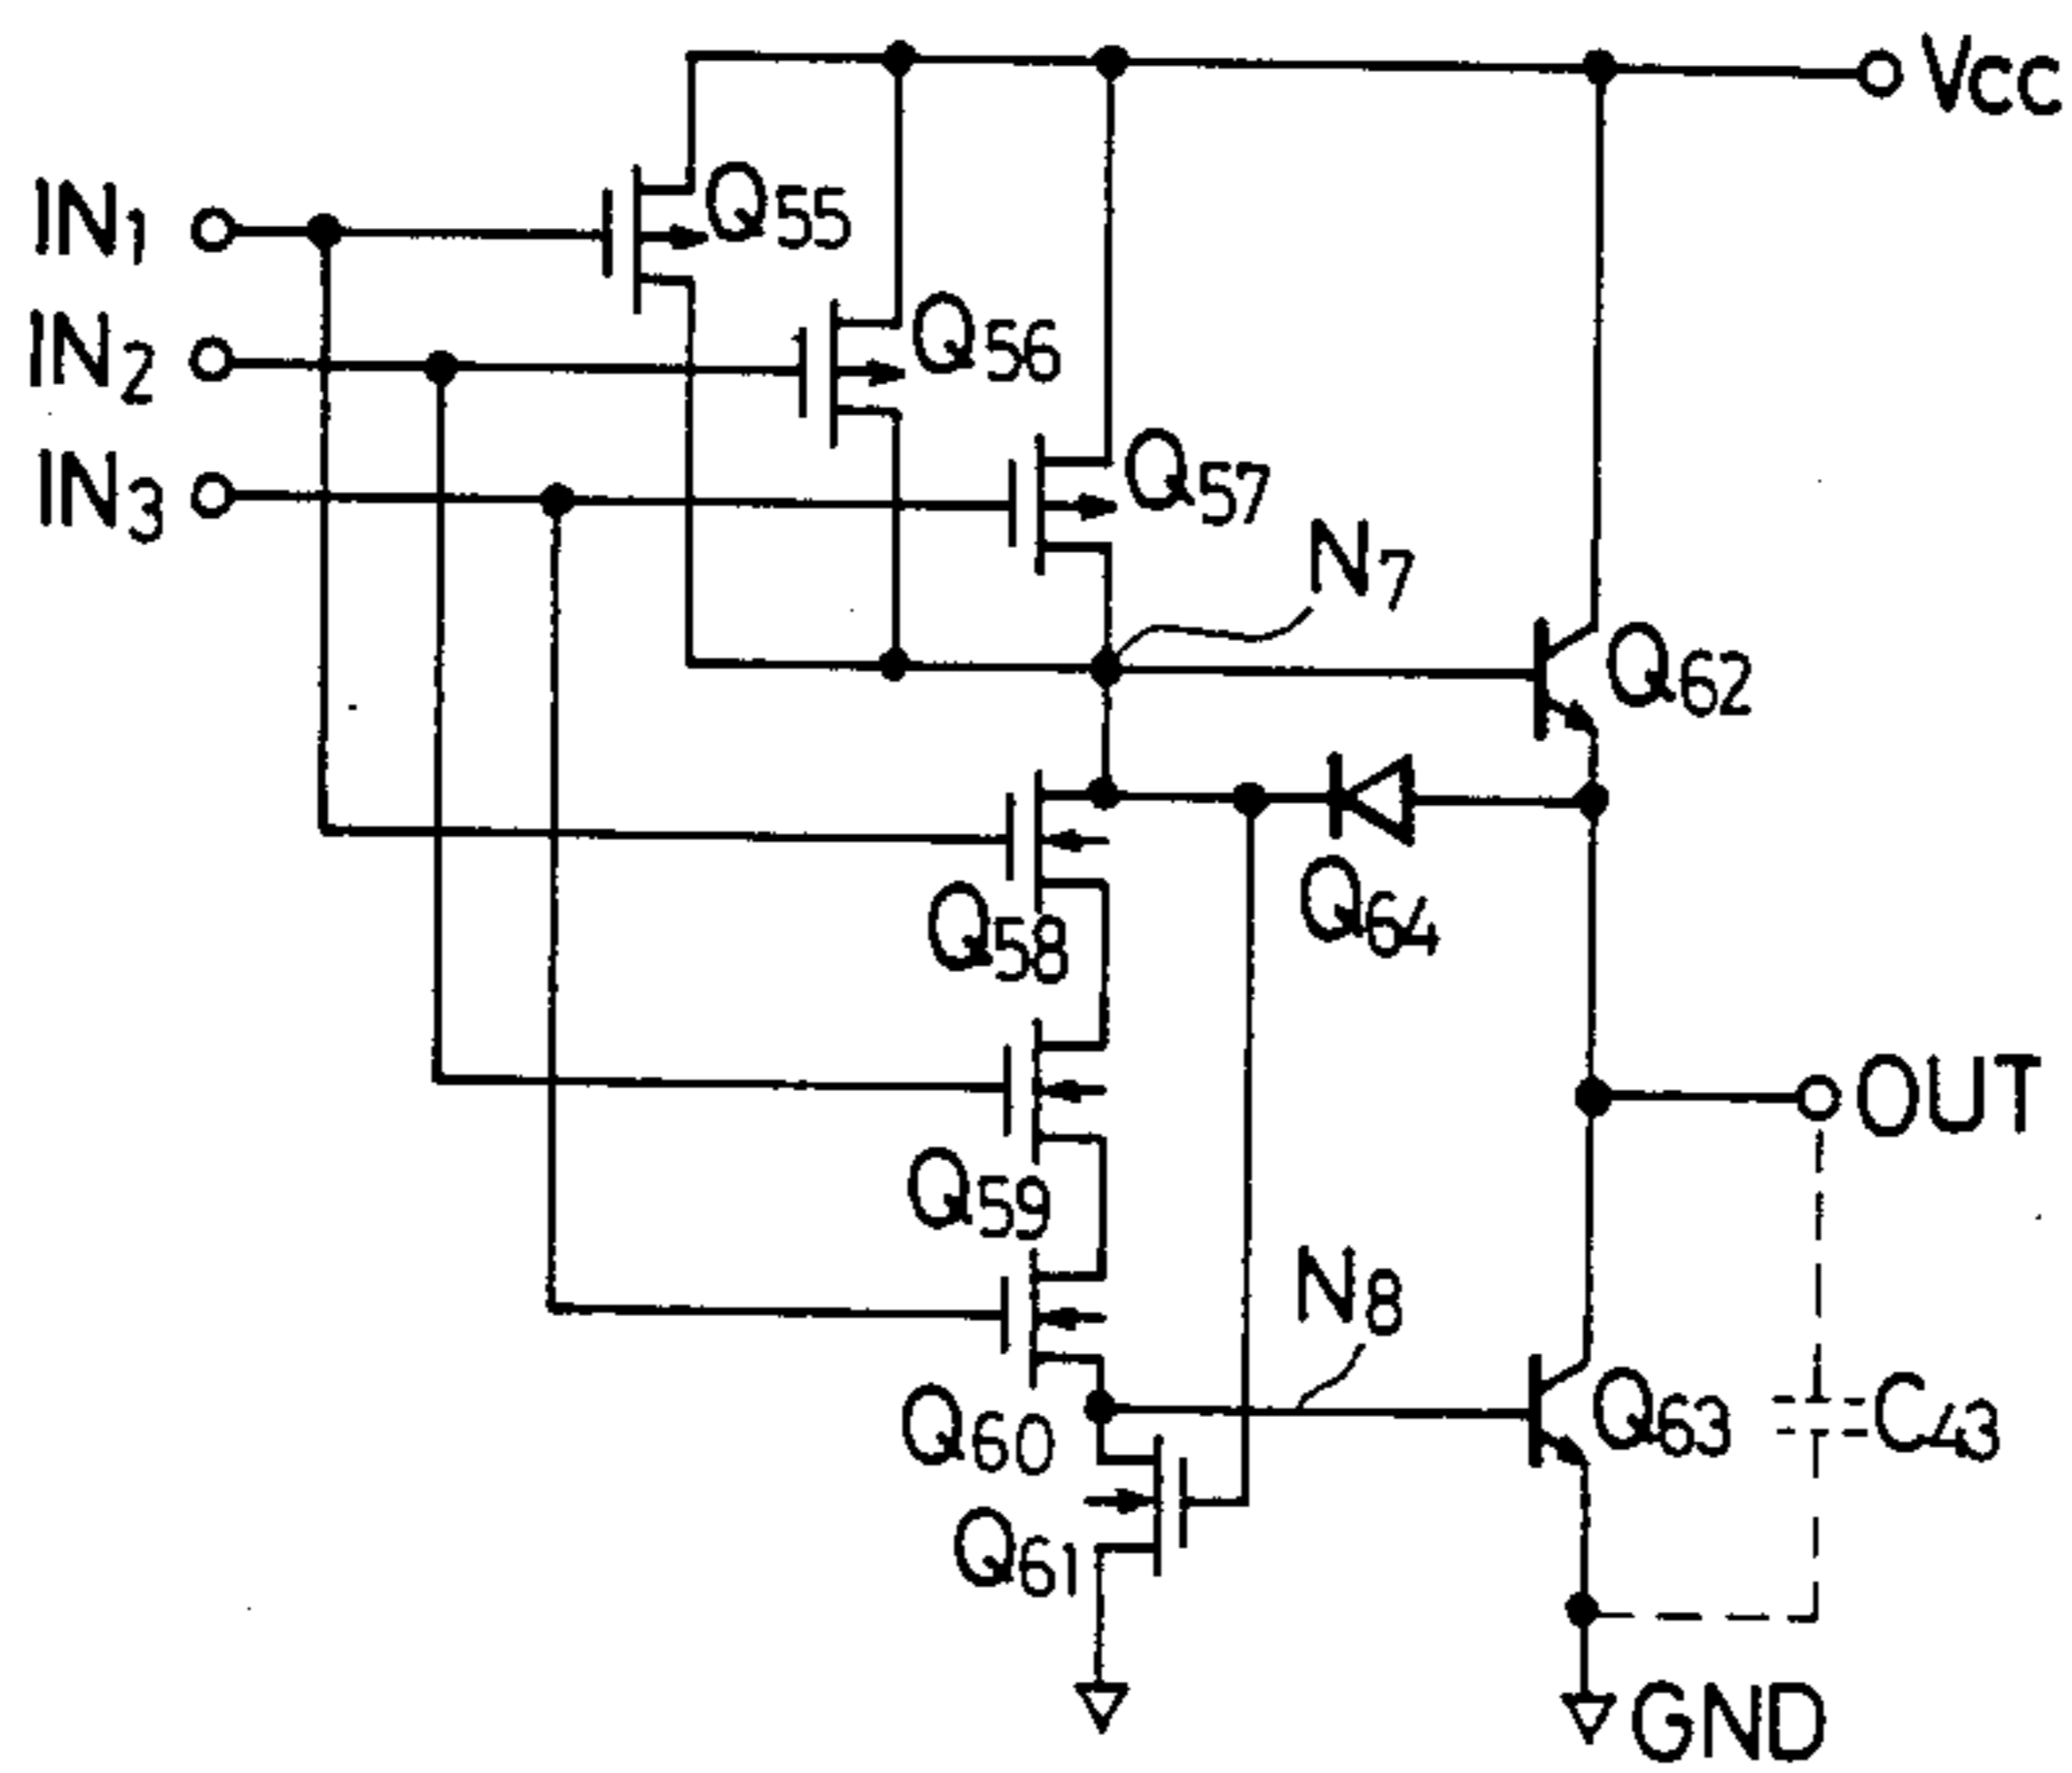 Vcc
IN1
Q55
IN2
Q56
IN3
Q57
N7
Q62
Q64
Q58
OUT
Q59
N8
Q60
Q63
C43
Q61
GND